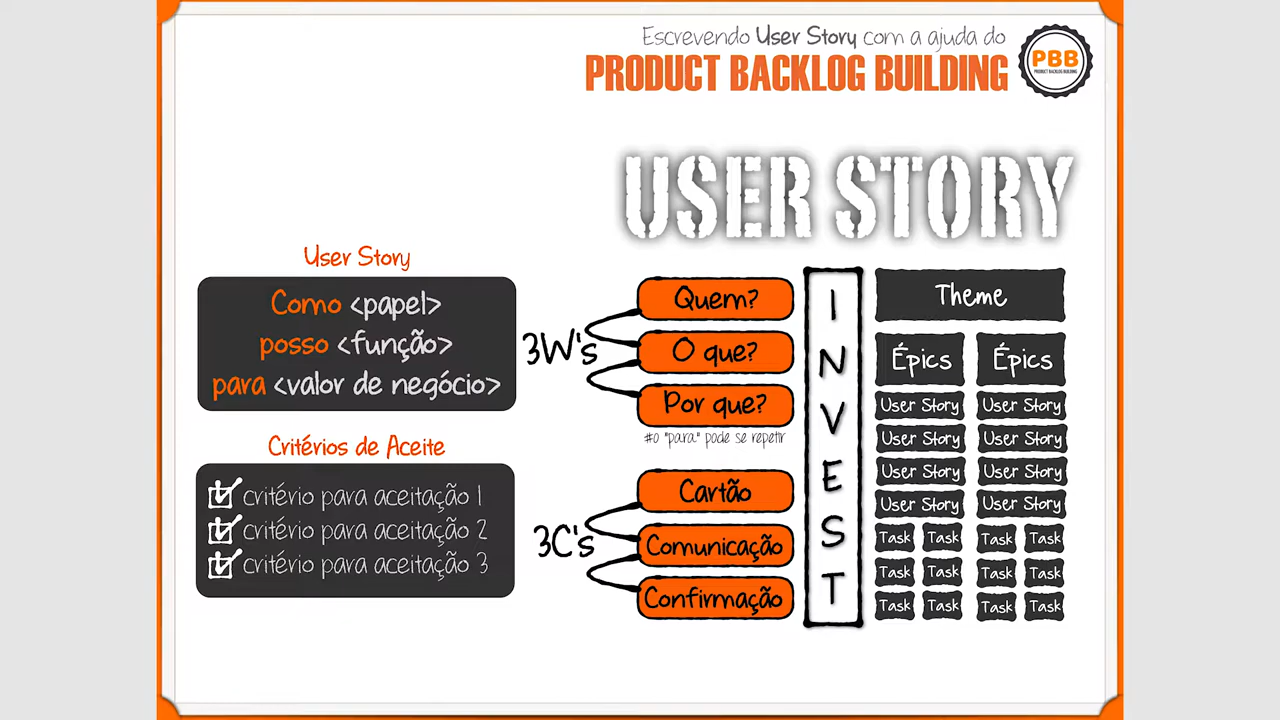 Escrevendo User Story com a ajuda do
PRODUCT BACKLOG BUILDING
PBB
PRODUCT BACKLOG BUILDING
USER STORY
User Story
Como <papel>
posso <função>
para <valor de negócio>
Critérios de Aceite
critério para aceitação 1
critério para aceitação 2
critério para aceitação 3
3W's
Quem?
O que?
Por que?
#o "para" pode se repetir
3C's
Cartão
Comunicação
Confirmação
I
N
V
E
S
T
Theme
Épics Épics
User Story User Story
User Story User Story
User Story User Story
User Story User Story
Task Task Task Task
Task Task Task Task
Task Task Task Task